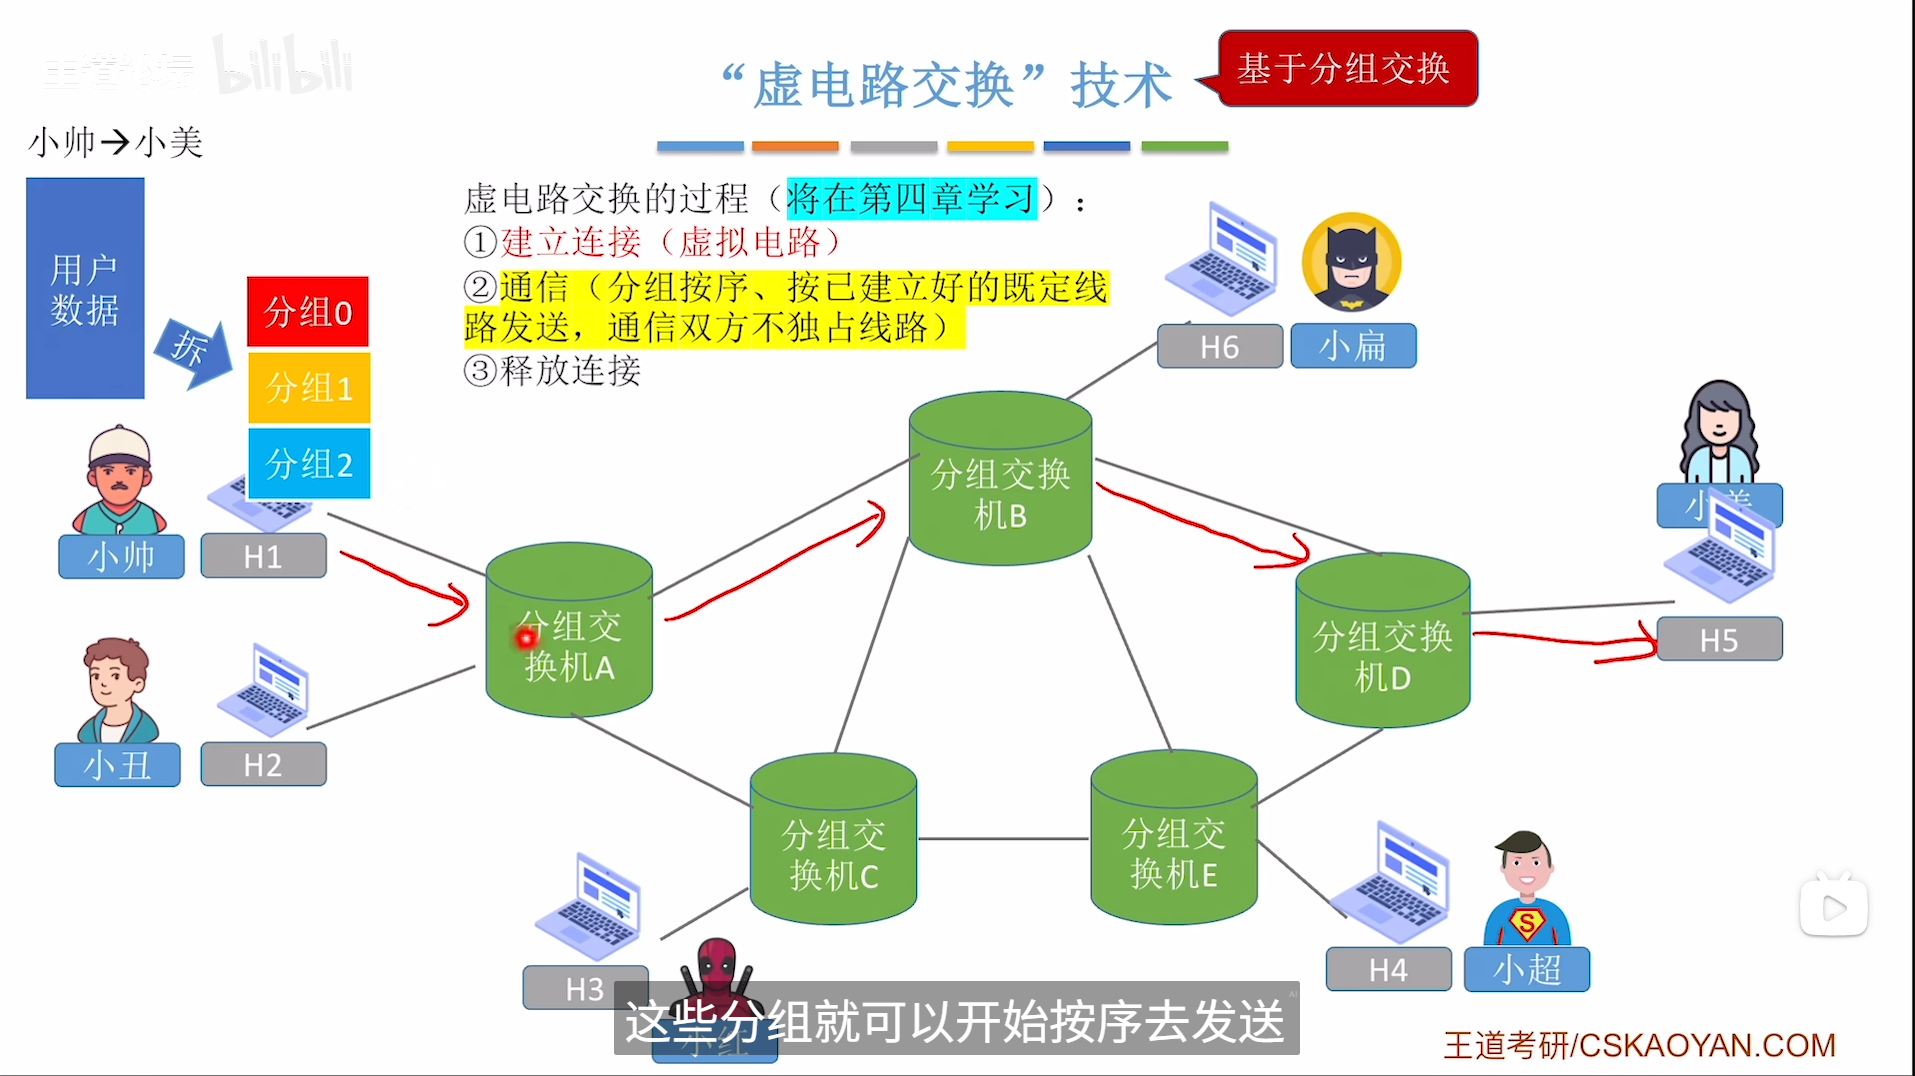 bilibili
“虚电路交换”技术
基于分组交换
小帅→小美
用户
数据
拆
分组0
分组1
分组2
虚电路交换的过程（将在第四章学习）：
①建立连接（虚拟电路）
②通信（分组按序、按已建立好的既定线
路发送，通信双方不独占线路）
③释放连接
H6
小扁
小帅
H1
分组交换
机B
小美
分组交
换机A
分组交换
机D
H5
小丑
H2
分组交
换机C
分组交
换机E
H3
小红
H4
小超
这些分组就可以开始按序去发送
AI
王道考研/CSKAOYAN.COM